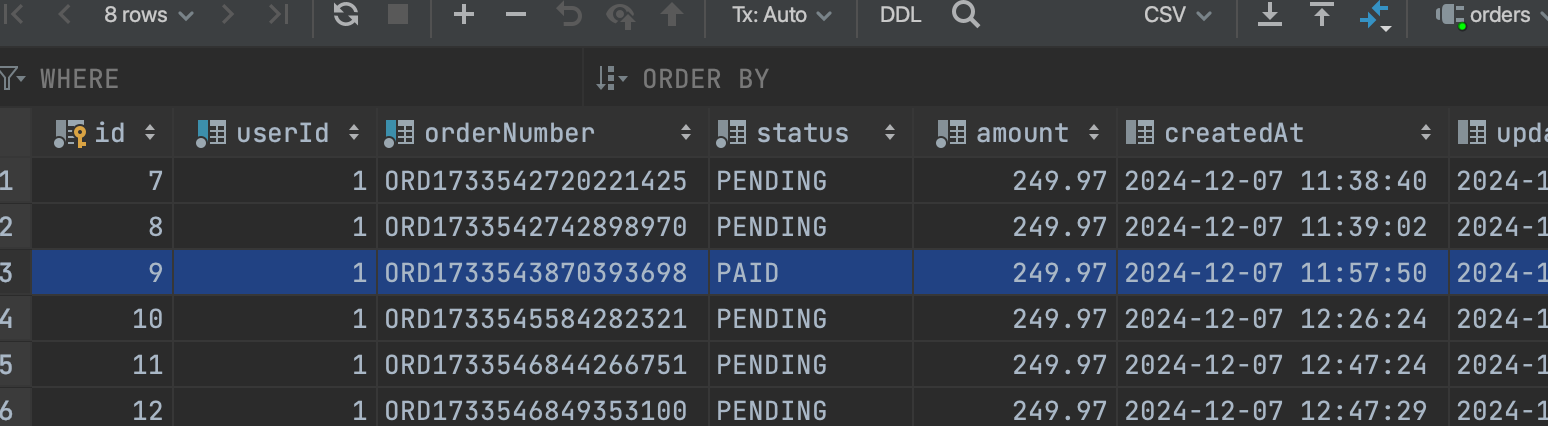 8 rows Tx: Auto DDL CSV orders
WHERE ORDER BY
id userId orderNumber status amount createdAt upda
1 7 1 ORD1733542720221425 PENDING 249.97 2024-12-07 11:38:40 2024-1
2 8 1 ORD1733542742898970 PENDING 249.97 2024-12-07 11:39:02 2024-1
3 9 1 ORD1733543870393698 PAID 249.97 2024-12-07 11:57:50 2024-1
4 10 1 ORD1733545584282321 PENDING 249.97 2024-12-07 12:26:24 2024-1
5 11 1 ORD1733546844266751 PENDING 249.97 2024-12-07 12:47:24 2024-1
6 12 1 ORD1733546849353100 PENDING 249.97 2024-12-07 12:47:29 2024-1